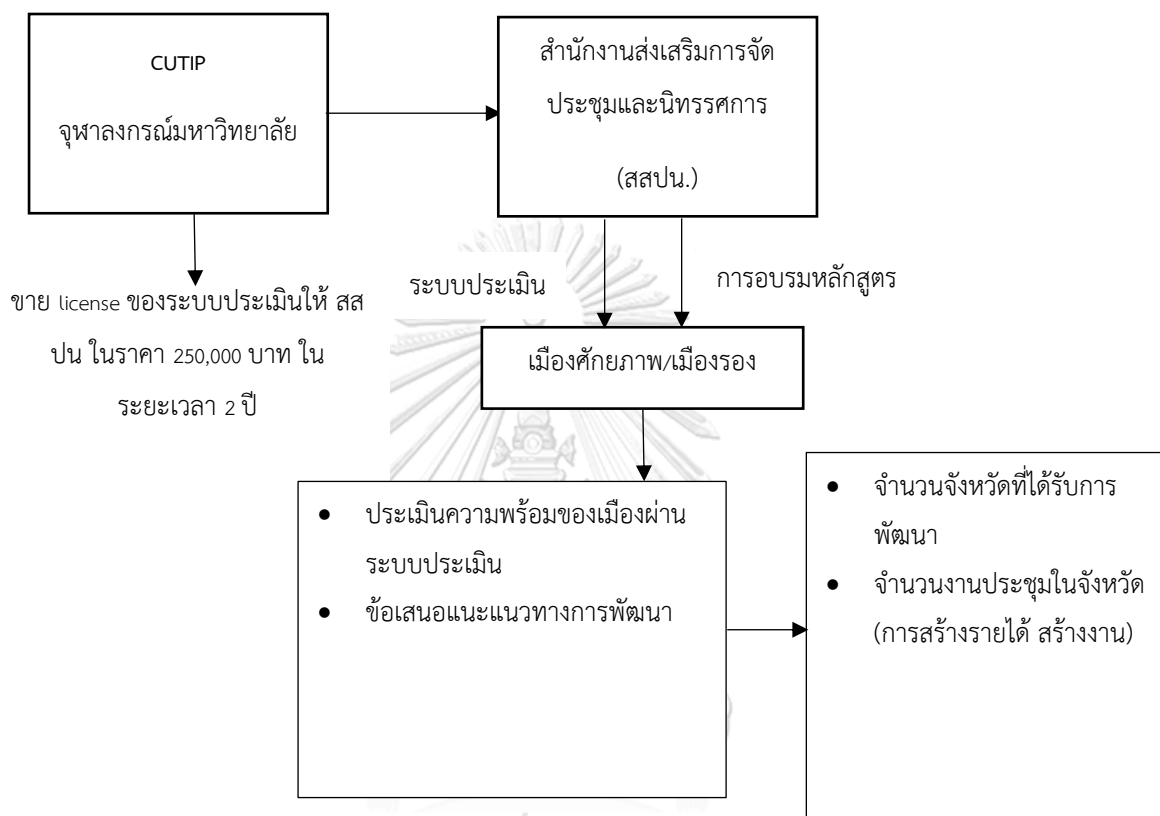 CUTIP
จุฬาลงกรณ์มหาวิทยาลัย
สำนักงานส่งเสริมการจัด
ประชุมและนิทรรศการ
(สสปน.)
ขาย license ของระบบประเมินให้ สส
ปน ในราคา 250,000 บาท ใน
ระยะเวลา 2 ปี
ระบบประเมิน
การอบรมหลักสูตร
เมืองศักยภาพ/เมืองรอง
• ประเมินความพร้อมของเมืองผ่าน
ระบบประเมิน
• ข้อเสนอแนะแนวทางการพัฒนา
• จำนวนจังหวัดที่ได้รับการ
พัฒนา
• จำนวนงานประชุมในจังหวัด
(การสร้างรายได้ สร้างงาน)